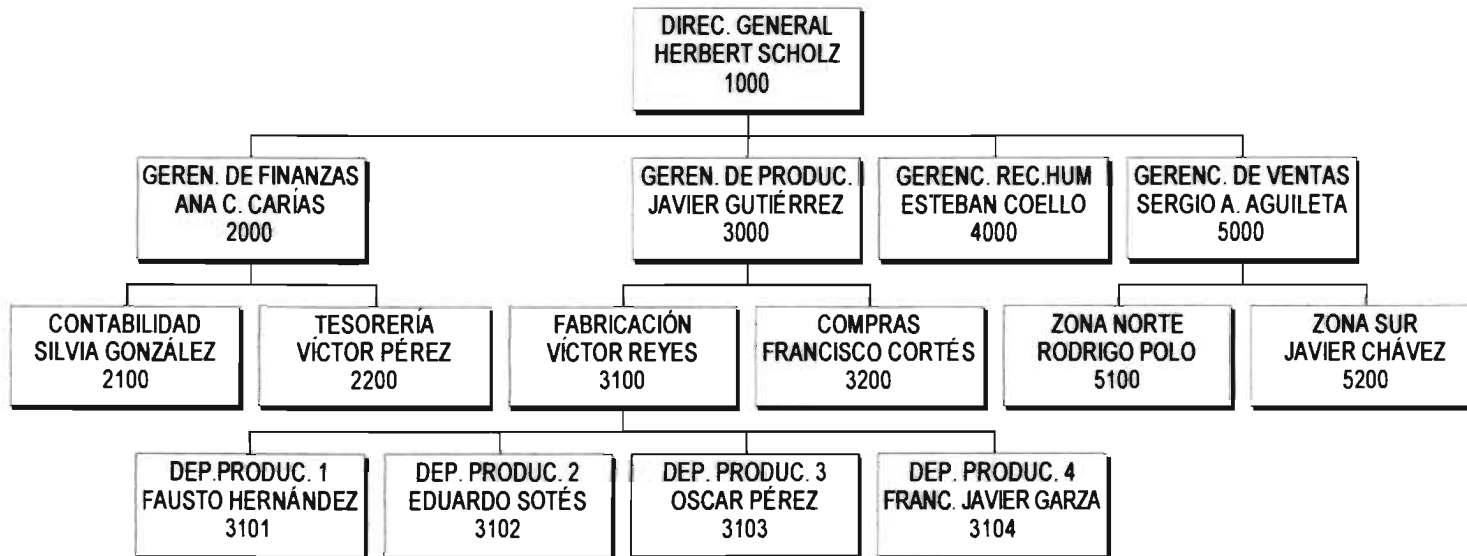 DIREC. GENERAL
HERBERT SCHOLZ
1000
GEREN. DE FINANZAS
ANA C. CARÍAS
2000
GEREN. DE PRODUC.
JAVIER GUTIÉRREZ
3000
GERENC. REC.HUM
ESTEBAN COELLO
4000
GERENC. DE VENTAS
SERGIO A. AGUILETA
5000
CONTABILIDAD
SILVIA GONZÁLEZ
2100
TESORERÍA
VÍCTOR PÉREZ
2200
FABRICACIÓN
VÍCTOR REYES
3100
COMPRAS
FRANCISCO CORTÉS
3200
ZONA NORTE
RODRIGO POLO
5100
ZONA SUR
JAVIER CHÁVEZ
5200
DEP.PRODUC. 1
FAUSTO HERNÁNDEZ
3101
DEP. PRODUC. 2
EDUARDO SOTÉS
3102
DEP. PRODUC. 3
OSCAR PÉREZ
3103
DEP. PRODUC. 4
FRANC. JAVIER GARZA
3104